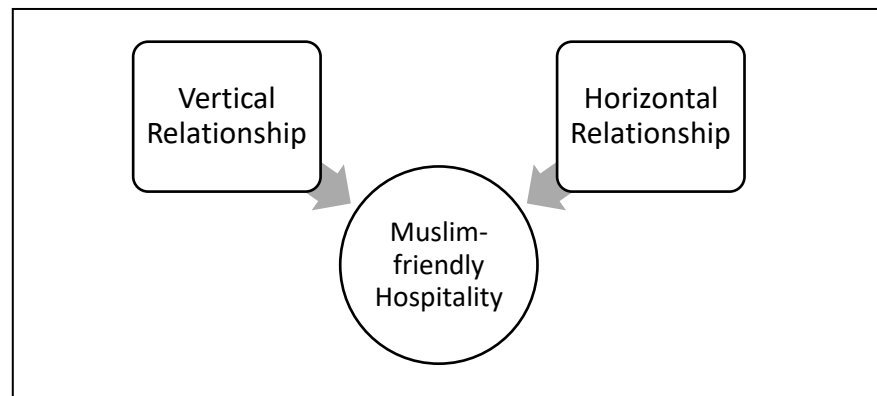 Vertical
Relationship
Horizontal
Relationship
Muslim-
friendly
Hospitality